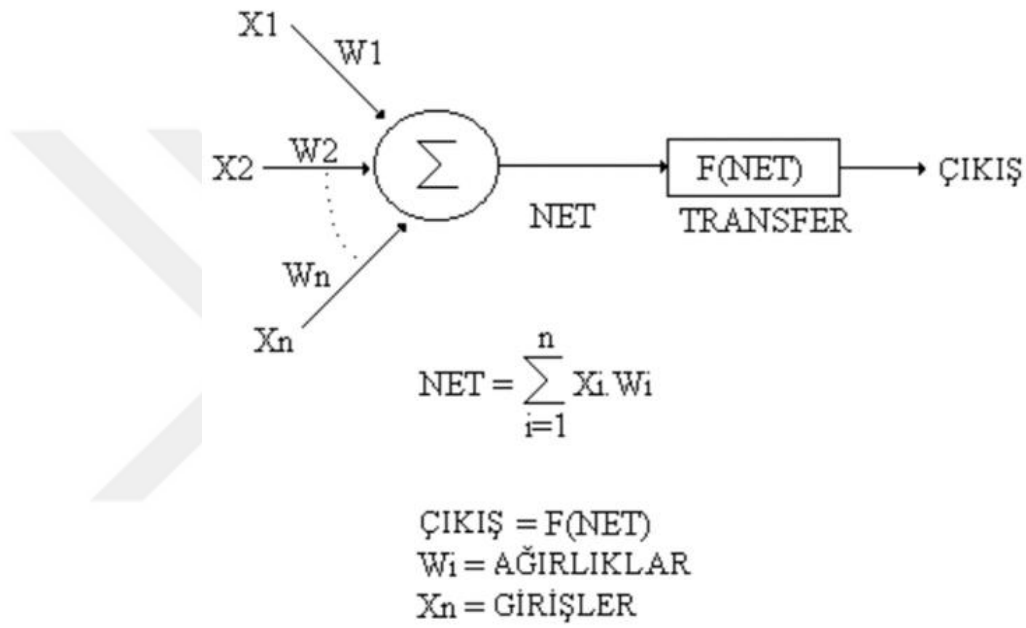 X1
W1
X2
W2
Σ
F(NET)
ÇIKIŞ
NET
TRANSFER
Wn
Xn
n
NET = ∑ Xi.Wi
i=1
ÇIKIŞ = F(NET)
Wi = AĞIRLIKLAR
Xn = GİRİŞLER